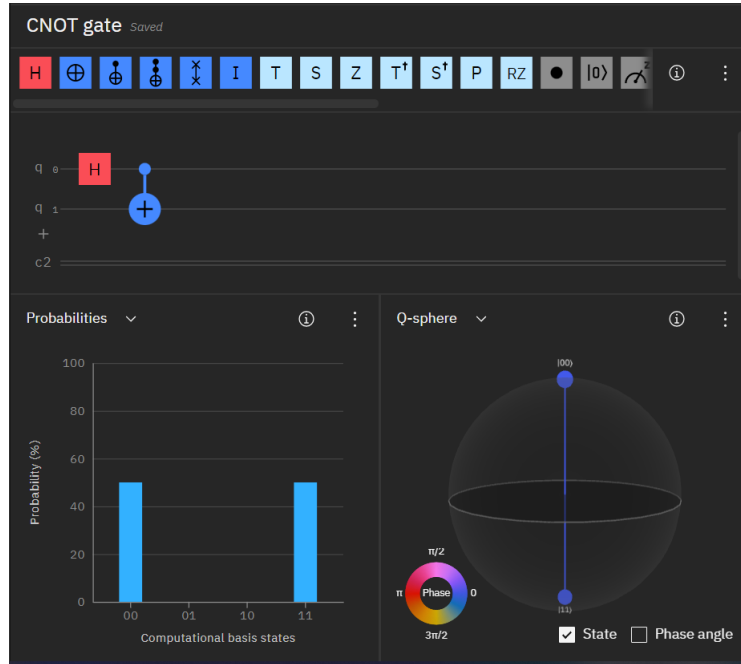 CNOT gate Saved
H I T S Z T† S† P RZ |0⟩ z
q 0 H
q 1 +
+
c2
Probabilities
100
80
60
40
20
0
Probability (%)
00 01 10 11
Computational basis states
Q-sphere
|00⟩
|11⟩
π/2
π Phase 0
3π/2
State Phase angle